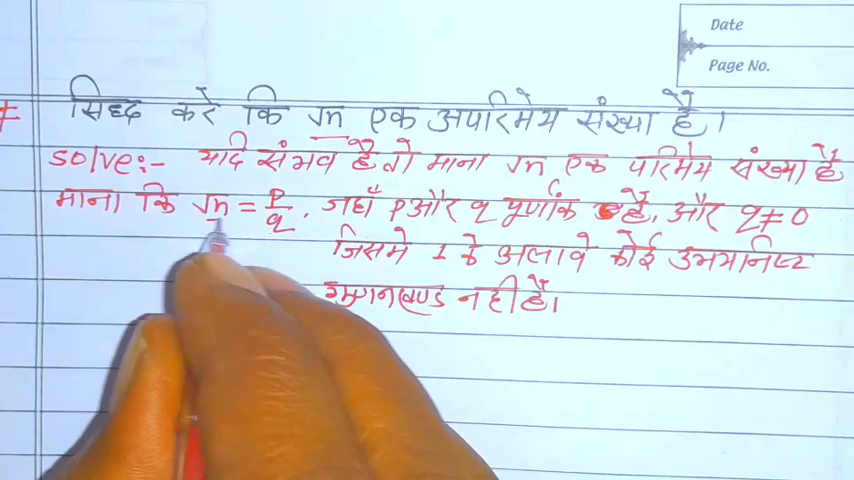 Date
Page No.
# सिद्ध करे कि √n एक अपरिमेय संख्या है।
solve:- यदि संभव है तो माना √n एक परिमेय संख्या है
माना कि √n = p/q, जहाँ p और q पूर्णांक है, और q≠0
जिसमे 1 के अलावे कोई उभयनिष्ट
गुणनखण्ड नही है।